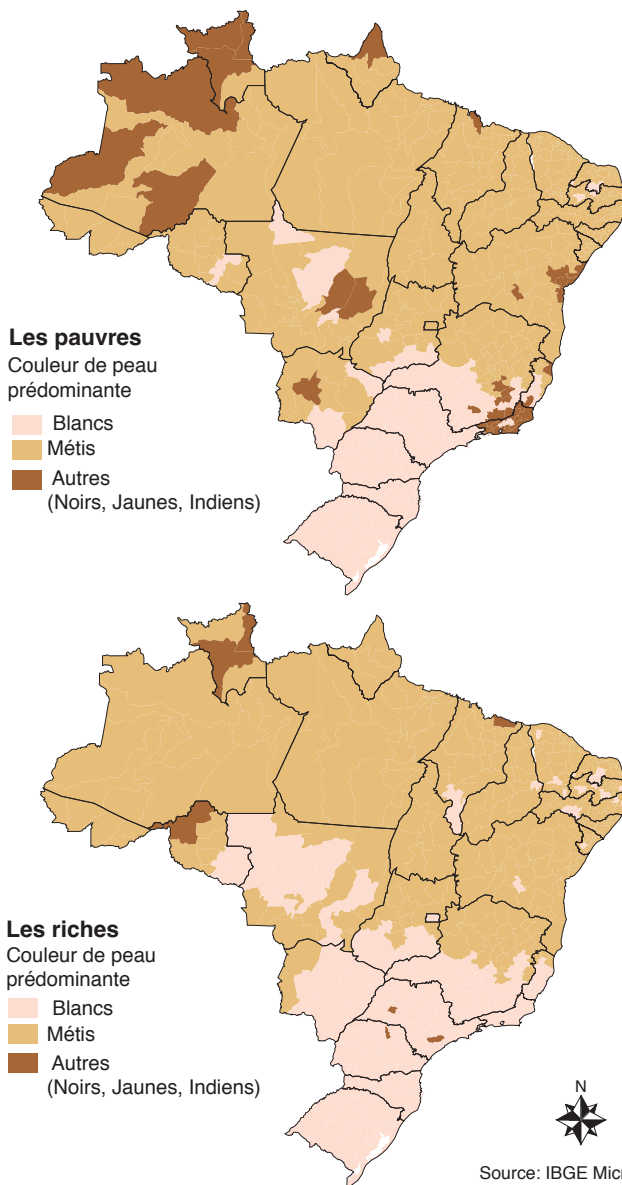 Les pauvres
Couleur de peau
prédominante
Blancs
Métis
Autres
(Noirs, Jaunes, Indiens)
Les riches
Couleur de peau
prédominante
Blancs
Métis
Autres
(Noirs, Jaunes, Indiens)
N
Source: IBGE Micr